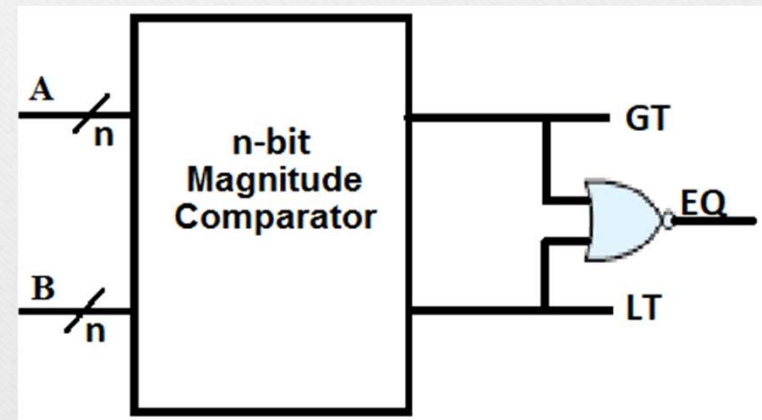 A
n
n-bit
Magnitude
Comparator
GT
EQ
B
n
LT